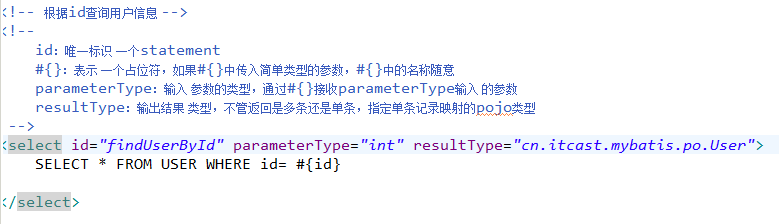 <!-- 根据id查询用户信息 -->
<!--
id：唯一标识 一个statement
#{}：表示 一个占位符，如果#{}中传入简单类型的参数，#{}中的名称随意
parameterType：输入 参数的类型，通过#{}接收parameterType输入 的参数
resultType：输出结果 类型，不管返回是多条还是单条，指定单条记录映射的pojo类型
-->
<select id="findUserById" parameterType="int" resultType="cn.itcast.mybatis.po.User">
SELECT * FROM USER WHERE id= #{id}
</select>